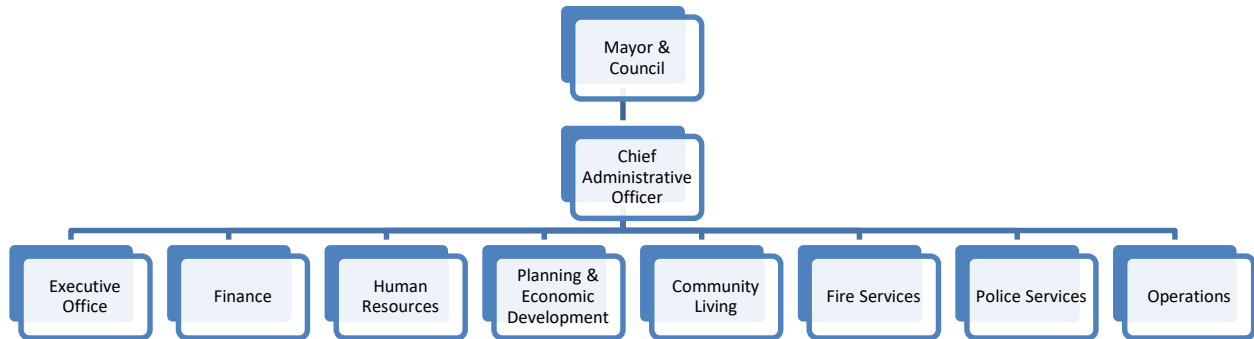 Mayor &
Council
Chief
Administrative
Officer
Executive
Office
Finance
Human
Resources
Planning &
Economic
Development
Community
Living
Fire Services
Police Services
Operations